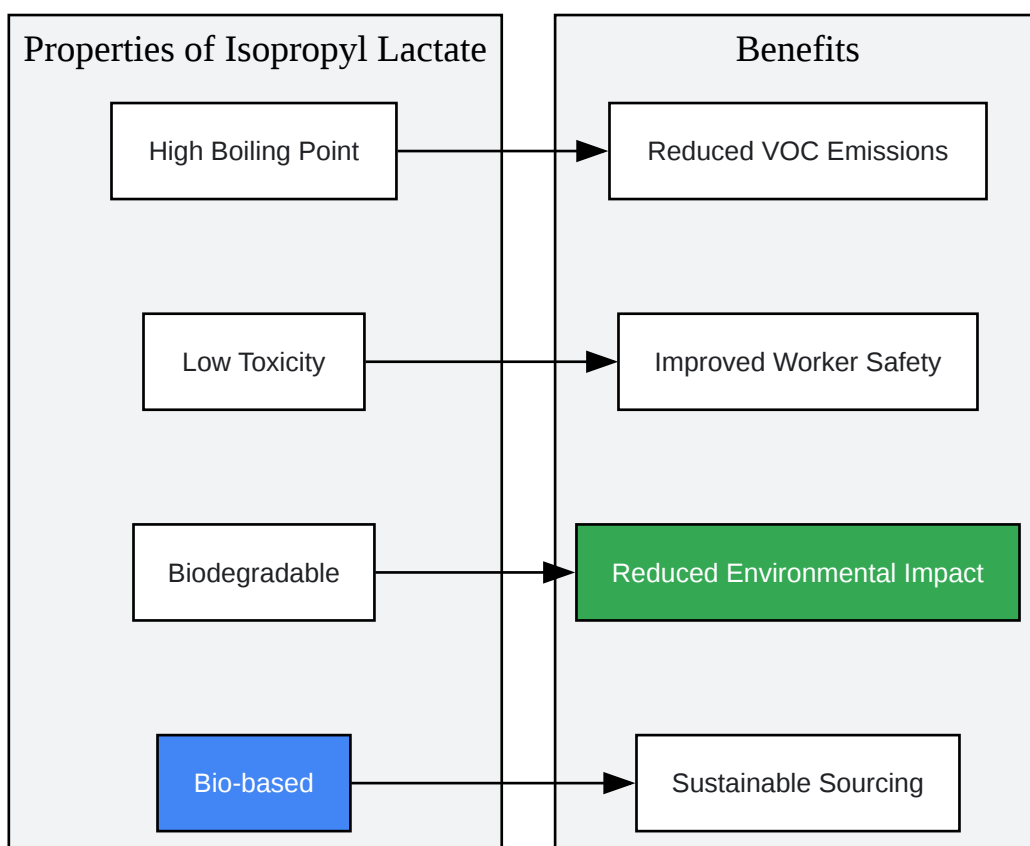 Properties of Isopropyl Lactate
Benefits
High Boiling Point
Reduced VOC Emissions
Low Toxicity
Improved Worker Safety
Biodegradable
Reduced Environmental Impact
Bio-based
Sustainable Sourcing